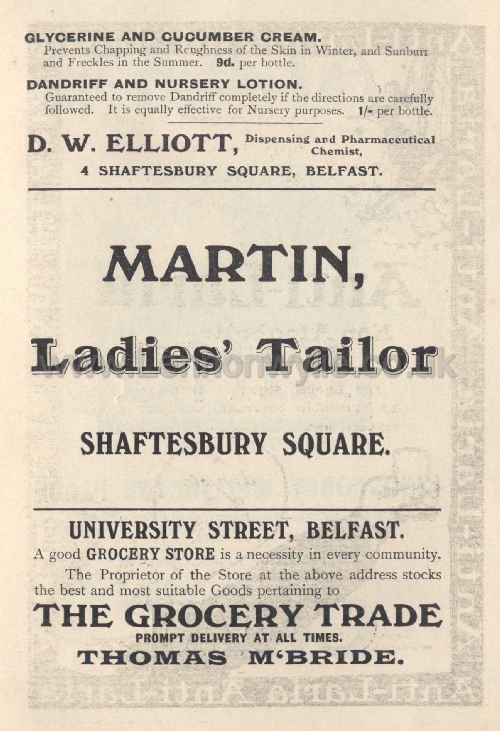 GLYCERINE AND CUCUMBER CREAM.
Prevents Chapping and Roughness of the Skin in Winter, and Sunburn
and Freckles in the Summer. 9d. per bottle.
DANDRIFF AND NURSERY LOTION.
Guaranteed to remove Dandriff completely if the directions are carefully
followed. It is equally effective for Nursery purposes. 1/- per bottle.
D. W. ELLIOTT, Dispensing and Pharmaceutical
Chemist,
4 SHAFTESBURY SQUARE, BELFAST.
MARTIN,
Ladies' Tailor
SHAFTESBURY SQUARE.
UNIVERSITY STREET, BELFAST.
A good GROCERY STORE is a necessity in every community.
The Proprietor of the Store at the above address stocks
the best and most suitable Goods pertaining to
THE GROCERY TRADE
PROMPT DELIVERY AT ALL TIMES.
THOMAS M‘BRIDE.